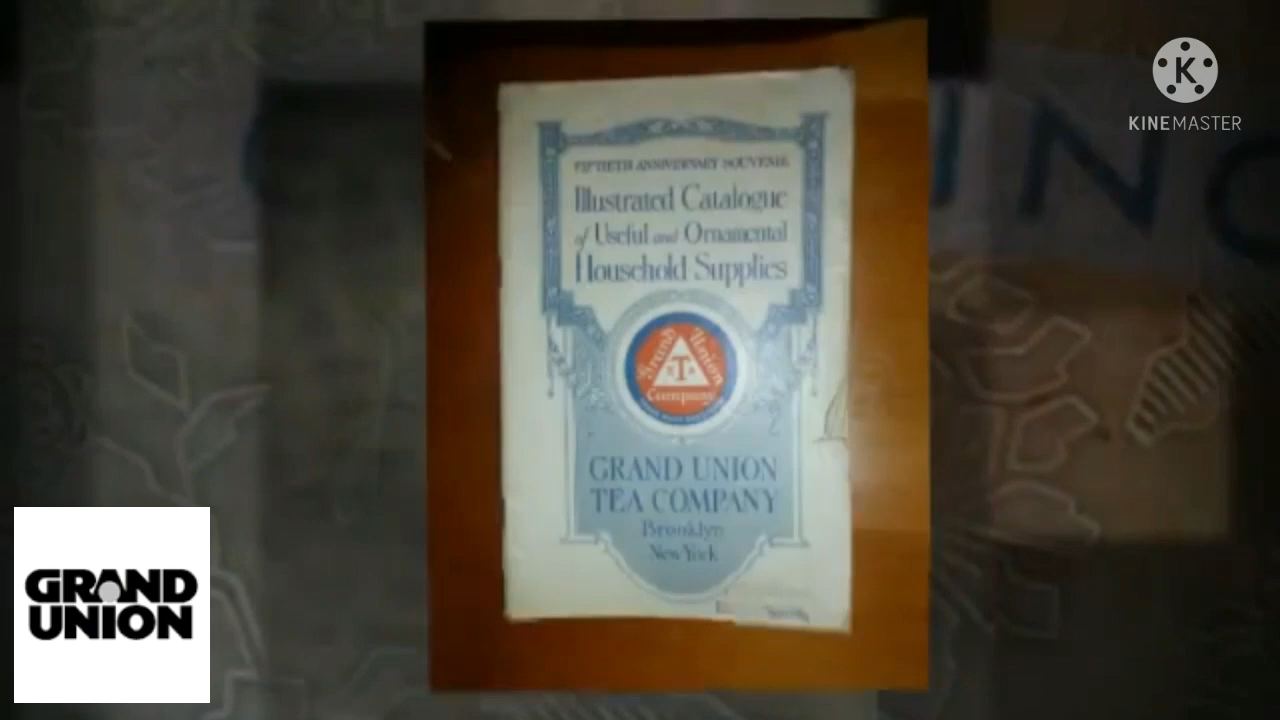 KINEMASTER
FIFTIETH ANNIVERSARY SOUVENIR
Illustrated Catalogue
of Useful and Ornamental
Household Supplies
Grand Union
T
Company
GRAND UNION
TEA COMPANY
Brooklyn
New York
GRAND
UNION